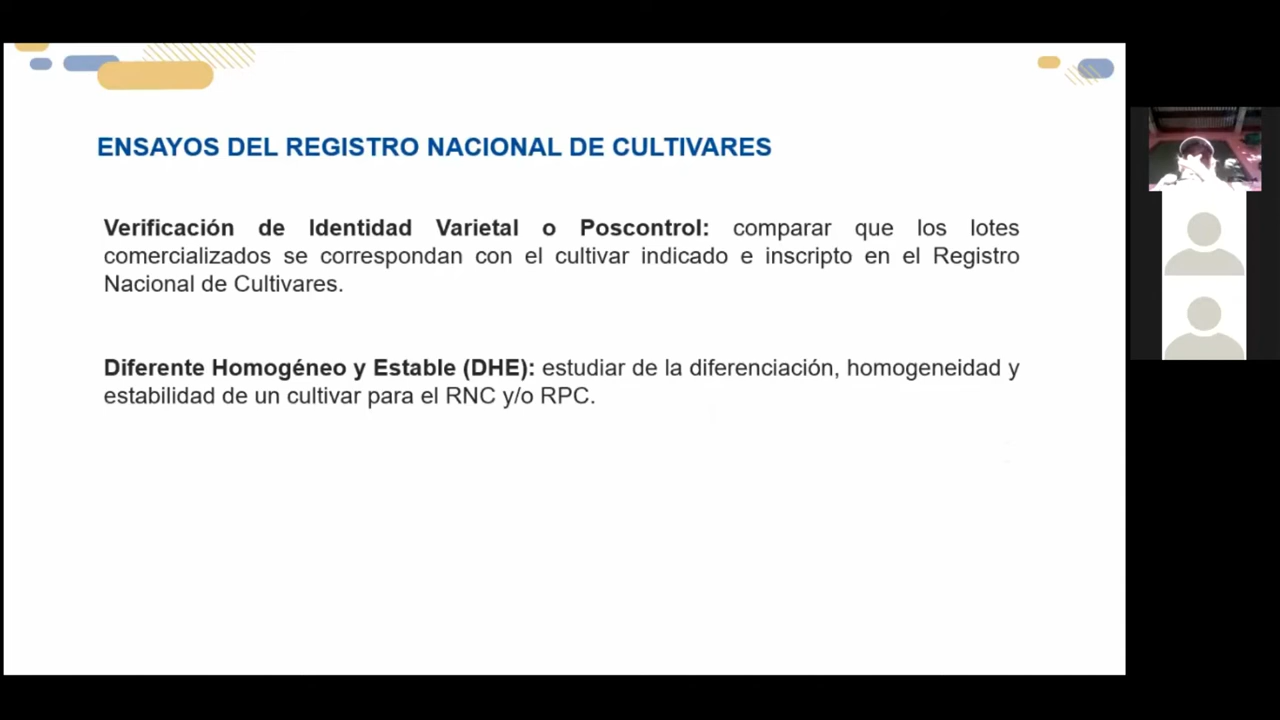 ENSAYOS DEL REGISTRO NACIONAL DE CULTIVARES
Verificación de Identidad Varietal o Poscontrol: comparar que los lotes
comercializados se correspondan con el cultivar indicado e inscripto en el Registro
Nacional de Cultivares.
Diferente Homogéneo y Estable (DHE): estudiar de la diferenciación, homogeneidad y
estabilidad de un cultivar para el RNC y/o RPC.